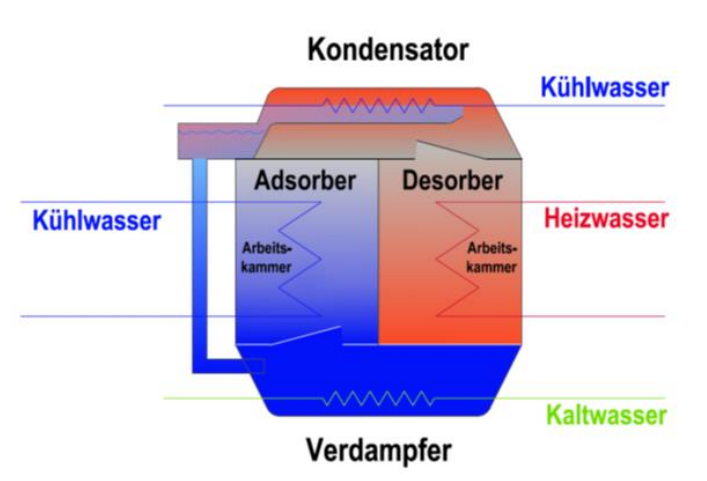 Kondensator
Kühlwasser
Adsorber
Desorber
Kühlwasser
Heizwasser
Arbeits-
kammer
Arbeits-
kammer
Kaltwasser
Verdampfer